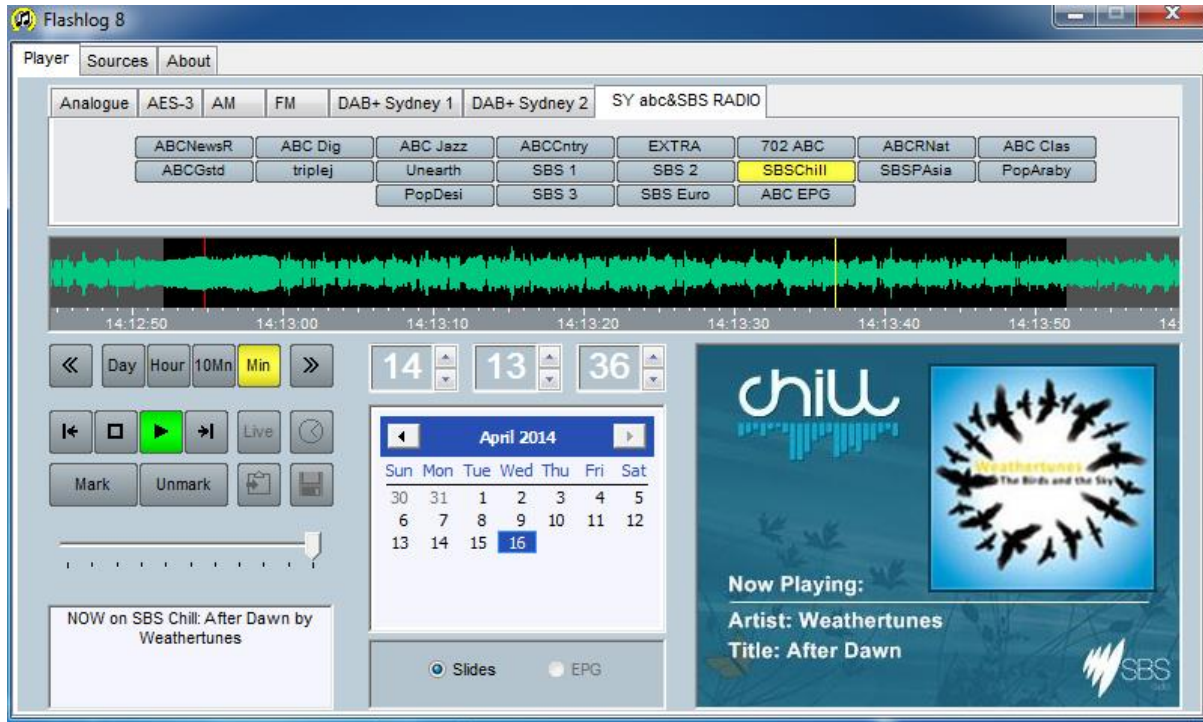 Flashlog 8
Player Sources About
Analogue AES-3 AM FM DAB+ Sydney 1 DAB+ Sydney 2 SY abc&SBS RADIO
ABCNewsR ABC Dig ABC Jazz ABCCntry EXTRA 702 ABC ABCRNat ABC Clas
ABCGstd triplej Unearth SBS 1 SBS 2 SBSChill SBSPAsia PopAraby
PopDesi SBS 3 SBS Euro ABC EPG
14:12:50 14:13:00 14:13:10 14:13:20 14:13:30 14:13:40 14:13:50 14:
Day Hour 10Mn Min
14 13 36
Live
Mark Unmark
NOW on SBS Chill: After Dawn by
Weathertunes
April 2014
Sun Mon Tue Wed Thu Fri Sat
30 31 1 2 3 4 5
6 7 8 9 10 11 12
13 14 15 16
Slides EPG
chill
Weathertunes
The Birds and the Sky
Now Playing:
Artist: Weathertunes
Title: After Dawn
SBS
radio